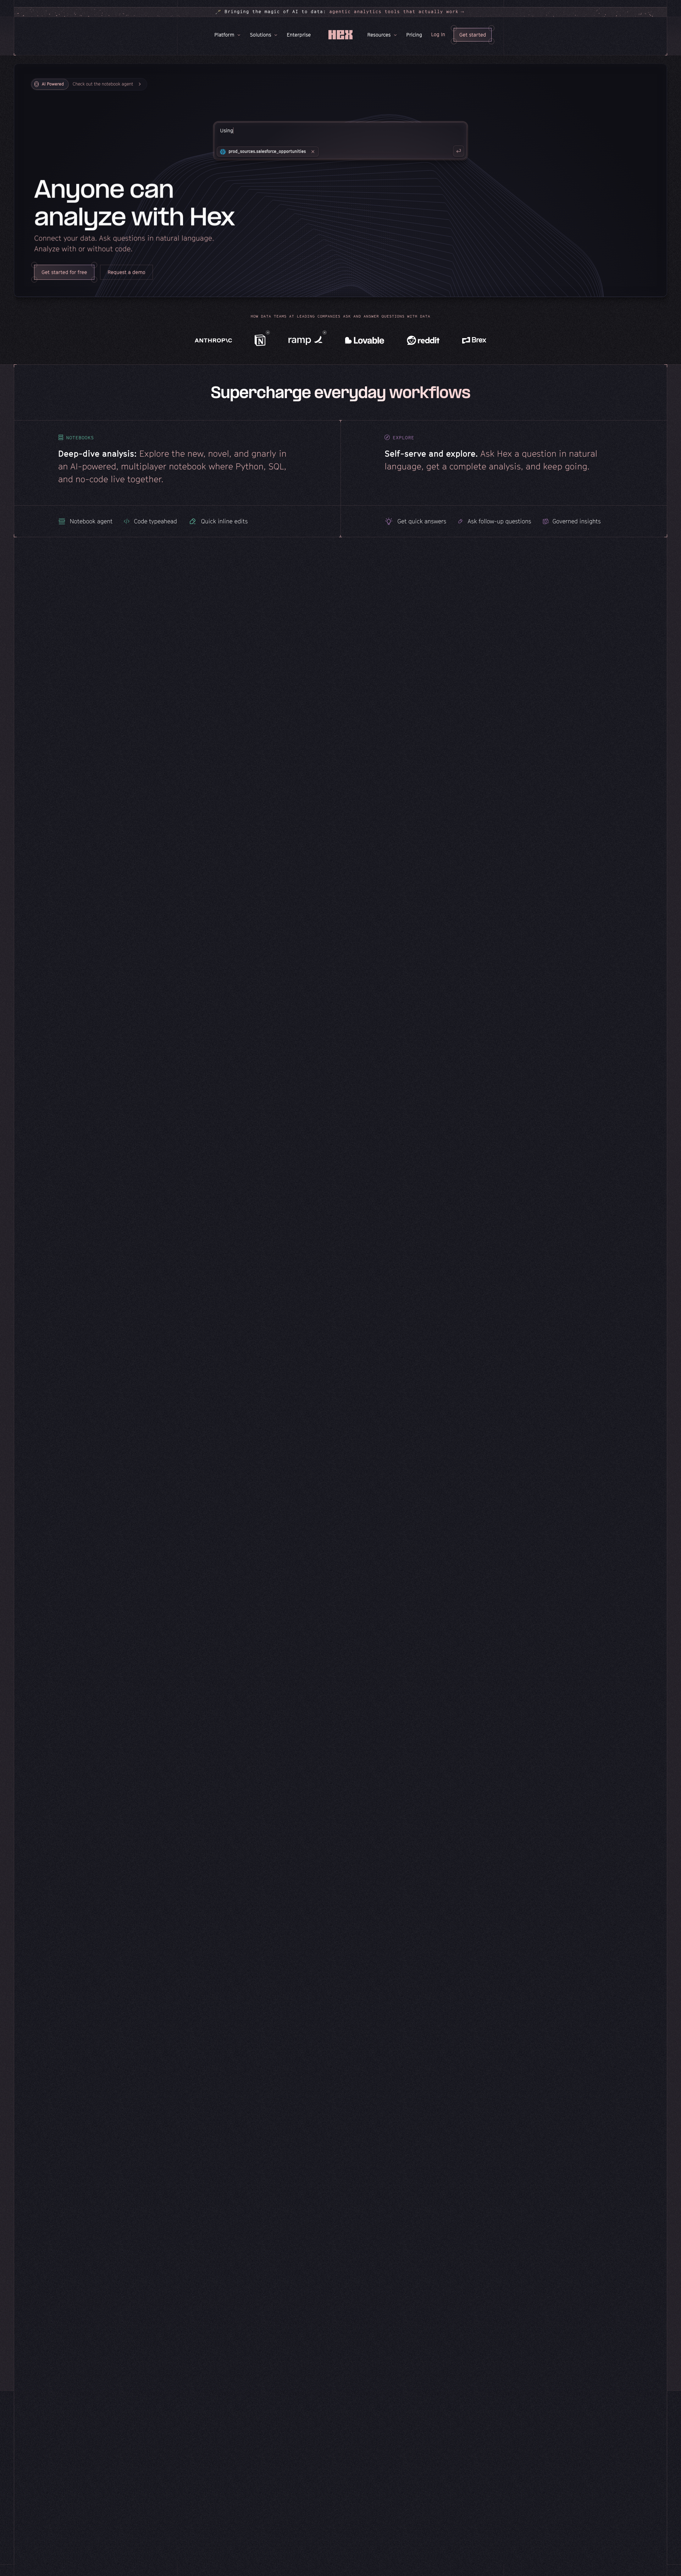 Bringing the magic of AI to data: agentic analytics tools that actually work →
Platform Solutions Enterprise HEX Resources Pricing Log In Get started
AI Powered Check out the notebook agent
Using
prod_sources.salesforce_opportunities ×
Anyone can
analyze with Hex
Connect your data. Ask questions in natural language.
Analyze with or without code.
Get started for free Request a demo
HOW DATA TEAMS AT LEADING COMPANIES ASK AND ANSWER QUESTIONS WITH DATA
ANTHROP\C N ramp Lovable reddit Brex
Supercharge everyday workflows
NOTEBOOKS
Deep-dive analysis: Explore the new, novel, and gnarly in
an AI-powered, multiplayer notebook where Python, SQL,
and no-code live together.
Notebook agent Code typeahead Quick inline edits
EXPLORE
Self-serve and explore. Ask Hex a question in natural
language, get a complete analysis, and keep going.
Get quick answers Ask follow-up questions Governed insights